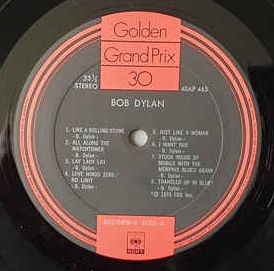 Golden
Grand Prix
30
33⅓
STEREO
40AP 465
BOB DYLAN
1. LIKE A ROLLING STONE
- B. Dylan -
2. ALL ALONG THE
WATCHTOWER
- B. Dylan -
3. LAY LADY LAY
- B. Dylan -
4. LOVE MINUS ZERO/
NO LIMIT
- B. Dylan -
5. JUST LIKE A WOMAN
- B. Dylan -
6. I WANT YOU
- B. Dylan -
7. STUCK INSIDE OF
MOBILE WITH THE
MEMPHIS BLUES AGAIN
- B. Dylan -
8. TANGLED UP IN BLUE
- B. Dylan -
CBS
SONY